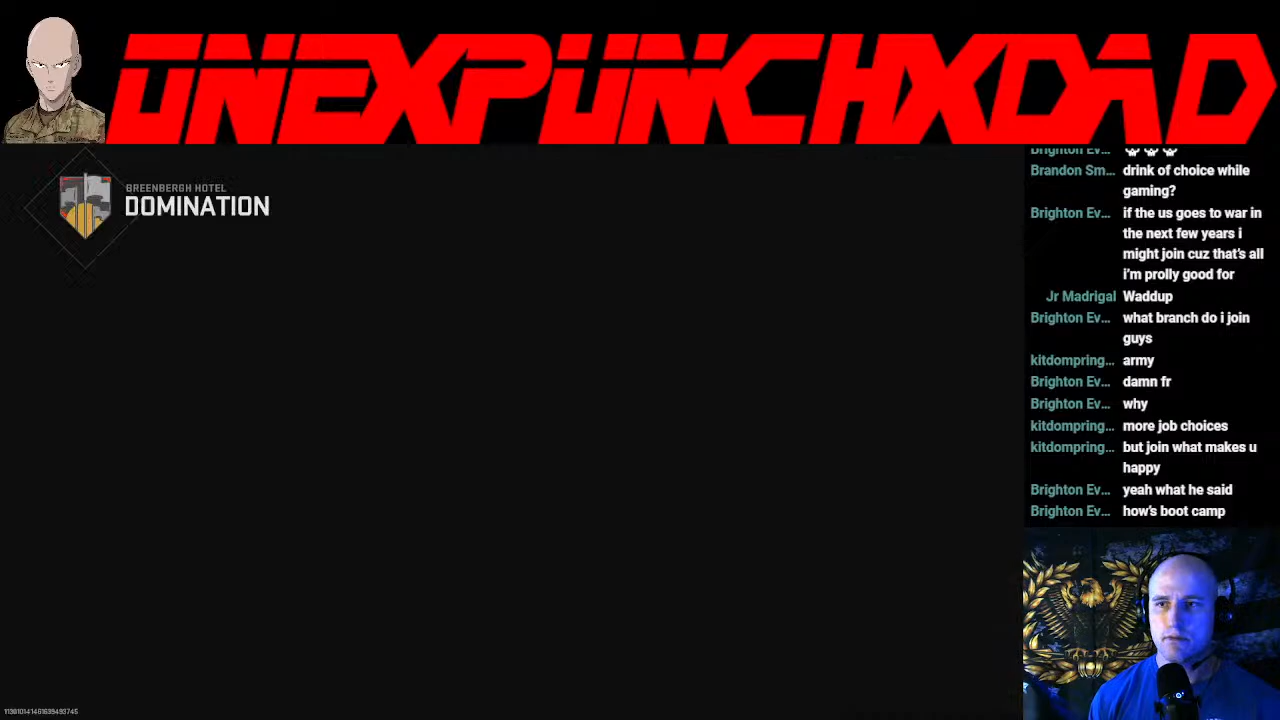 ONEXPUNCHXDAD
GREENBERGH HOTEL
DOMINATION
Brighton Ev...
Brandon Sm... drink of choice while
gaming?
Brighton Ev... if the us goes to war in
the next few years i
might join cuz that's all
i'm prolly good for
Jr Madrigal Waddup
Brighton Ev... what branch do i join
guys
kitdompring... army
Brighton Ev... damn fr
Brighton Ev... why
kitdompring... more job choices
kitdompring... but join what makes u
happy
Brighton Ev... yeah what he said
Brighton Ev... how's boot camp